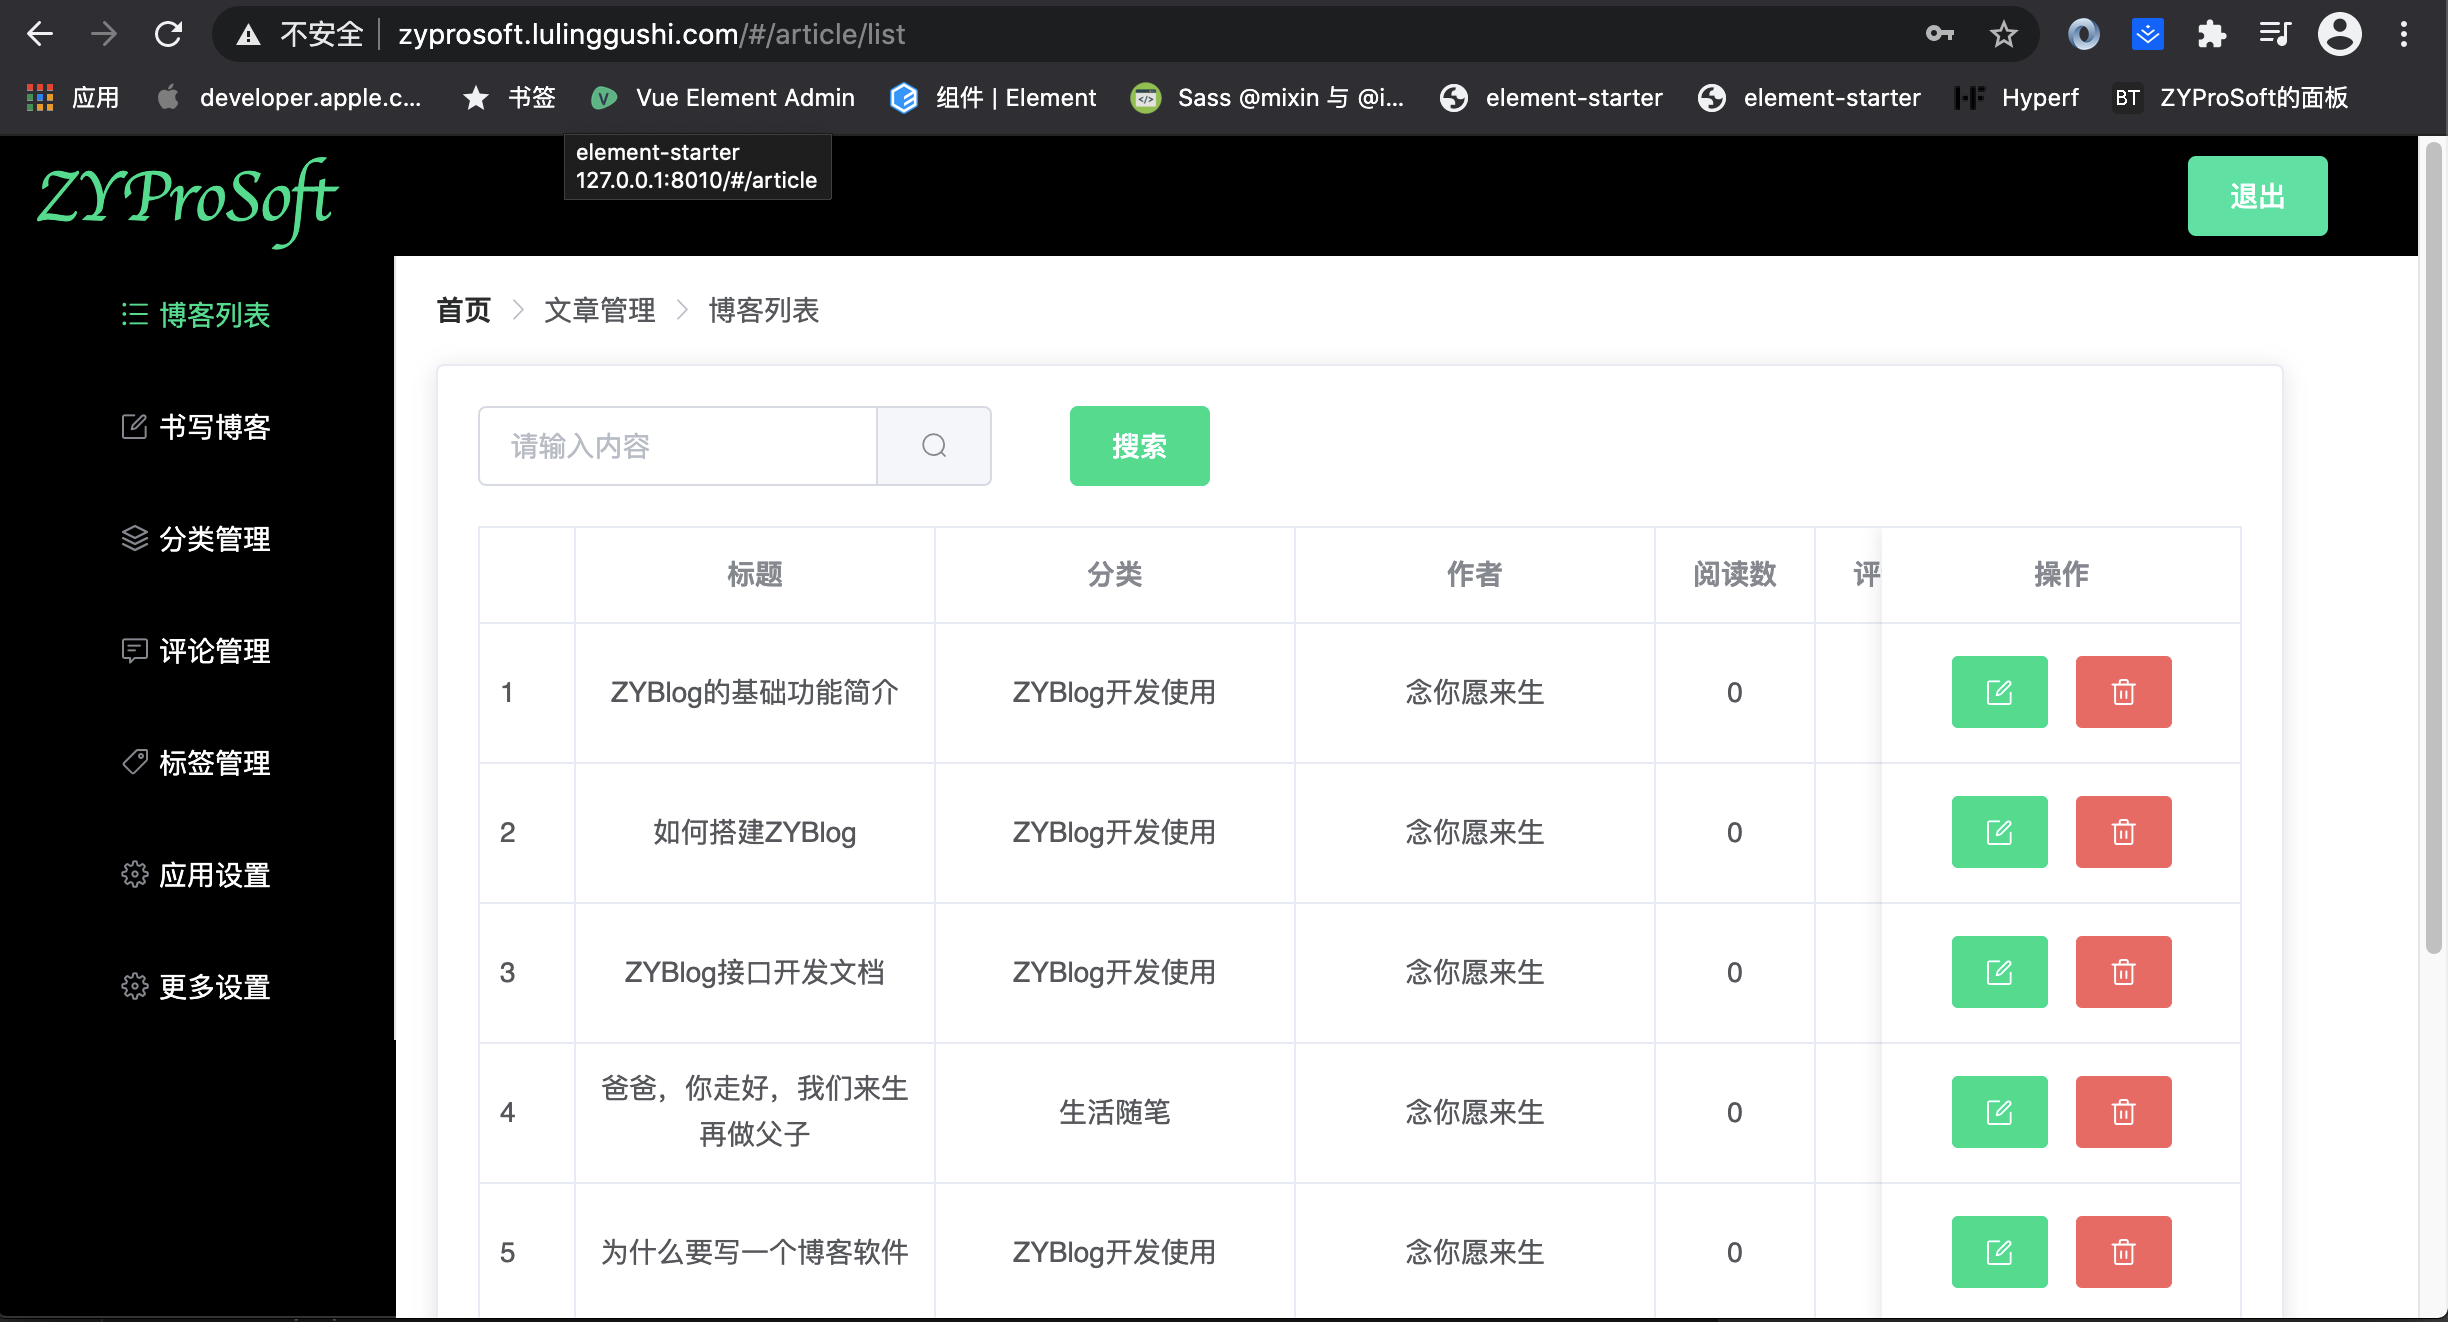 不安全 zyprosoft.lulinggushi.com/#/article/list
应用 developer.apple.c... 书签 Vue Element Admin 组件 | Element Sass @mixin 与 @i... element-starter element-starter Hyperf BT ZYProSoft的面板
element-starter
127.0.0.1:8010/#/article
ZYProSoft
退出
博客列表
书写博客
分类管理
评论管理
标签管理
应用设置
更多设置
首页 > 文章管理 > 博客列表
请输入内容 搜索
标题 分类 作者 阅读数 评 操作
1 ZYBlog的基础功能简介 ZYBlog开发使用 念你愿来生 0
2 如何搭建ZYBlog ZYBlog开发使用 念你愿来生 0
3 ZYBlog接口开发文档 ZYBlog开发使用 念你愿来生 0
4 爸爸，你走好，我们来生再做父子 生活随笔 念你愿来生 0
5 为什么要写一个博客软件 ZYBlog开发使用 念你愿来生 0